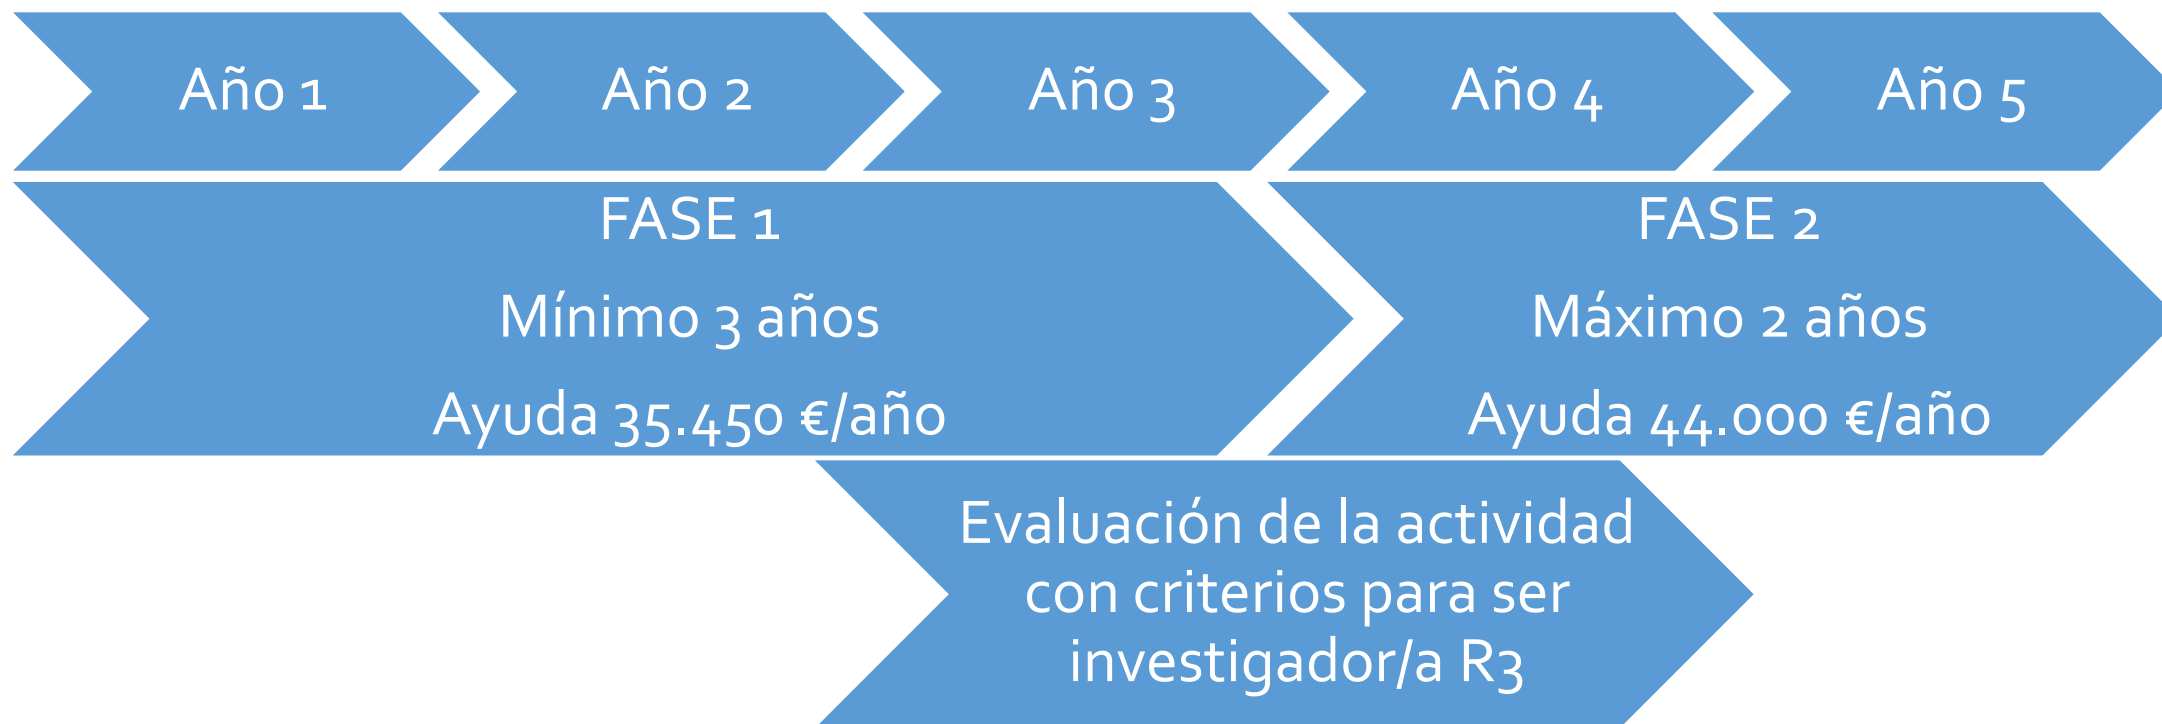 Año 1
Año 2
Año 3
Año 4
Año 5
FASE 1
Mínimo 3 años
Ayuda 35.450 €/año
FASE 2
Máximo 2 años
Ayuda 44.000 €/año
Evaluación de la actividad
con criterios para ser
investigador/a R3